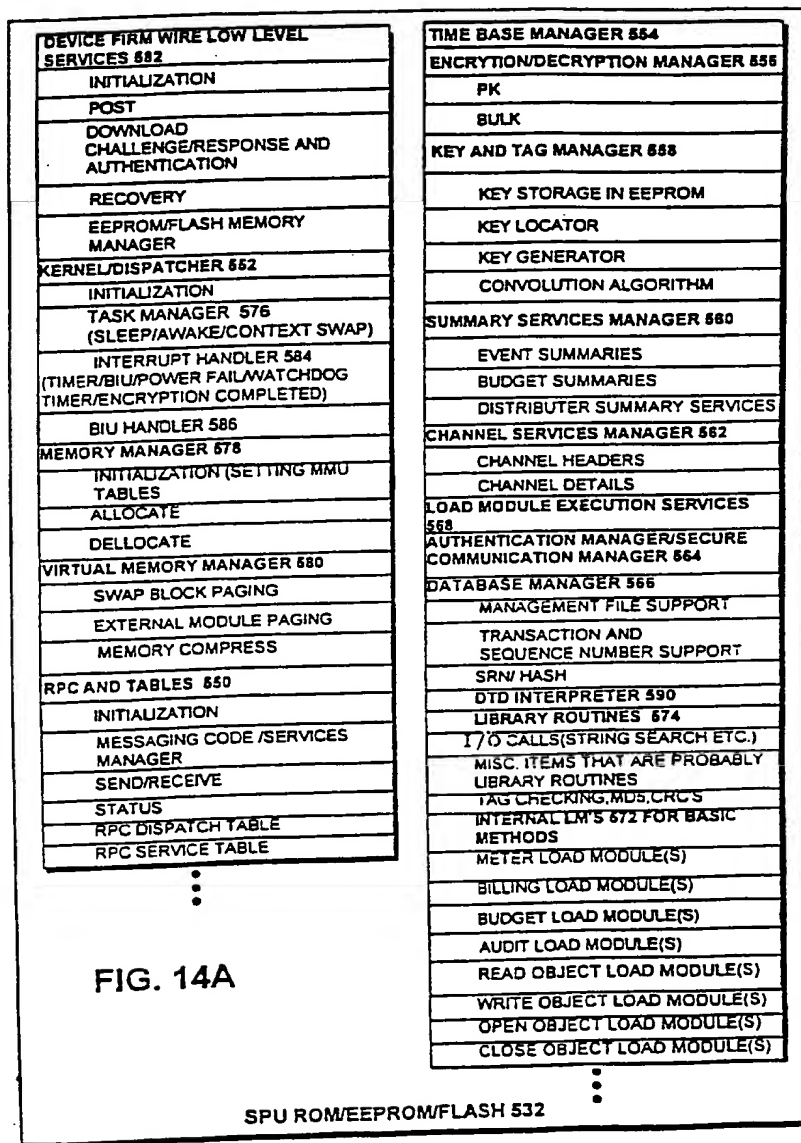 DEVICE FIRM WIRE LOW LEVEL
SERVICES 582
INITIALIZATION
POST
DOWNLOAD
CHALLENGE/RESPONSE AND
AUTHENTICATION
RECOVERY
EEPROM/FLASH MEMORY
MANAGER
KERNEL/DISPATCHER 552
INITIALIZATION
TASK MANAGER 576
(SLEEP/AWAKE/CONTEXT SWAP)
INTERRUPT HANDLER 584
(TIMER/BIU/POWER FAIL/WATCHDOG
TIMER/ENCRYPTION COMPLETED)
BIU HANDLER 586
MEMORY MANAGER 578
INITIALIZATION (SETTING MMU
TABLES
ALLOCATE
DELLOCATE
VIRTUAL MEMORY MANAGER 580
SWAP BLOCK PAGING
EXTERNAL MODULE PAGING
MEMORY COMPRESS
RPC AND TABLES 550
INITIALIZATION
MESSAGING CODE /SERVICES
MANAGER
SEND/RECEIVE
STATUS
RPC DISPATCH TABLE
RPC SERVICE TABLE
TIME BASE MANAGER 554
ENCRYTION/DECRYPTION MANAGER 556
PK
BULK
KEY AND TAG MANAGER 558
KEY STORAGE IN EEPROM
KEY LOCATOR
KEY GENERATOR
CONVOLUTION ALGORITHM
SUMMARY SERVICES MANAGER 560
EVENT SUMMARIES
BUDGET SUMMARIES
DISTRIBUTER SUMMARY SERVICES
CHANNEL SERVICES MANAGER 562
CHANNEL HEADERS
CHANNEL DETAILS
LOAD MODULE EXECUTION SERVICES
568
AUTHENTICATION MANAGER/SECURE
COMMUNICATION MANAGER 564
DATABASE MANAGER 566
MANAGEMENT FILE SUPPORT
TRANSACTION AND
SEQUENCE NUMBER SUPPORT
SRN/ HASH
DTD INTERPRETER 590
LIBRARY ROUTINES 574
I/O CALLS(STRING SEARCH ETC.)
MISC. ITEMS THAT ARE PROBABLY
LIBRARY ROUTINES
TAG CHECKING,MD5,CRC'S
INTERNAL LM'S 572 FOR BASIC
METHODS
METER LOAD MODULE(S)
BILLING LOAD MODULE(S)
BUDGET LOAD MODULE(S)
AUDIT LOAD MODULE(S)
READ OBJECT LOAD MODULE(S)
WRITE OBJECT LOAD MODULE(S)
OPEN OBJECT LOAD MODULE(S)
CLOSE OBJECT LOAD MODULE(S)
FIG. 14A
SPU ROM/EEPROM/FLASH 532